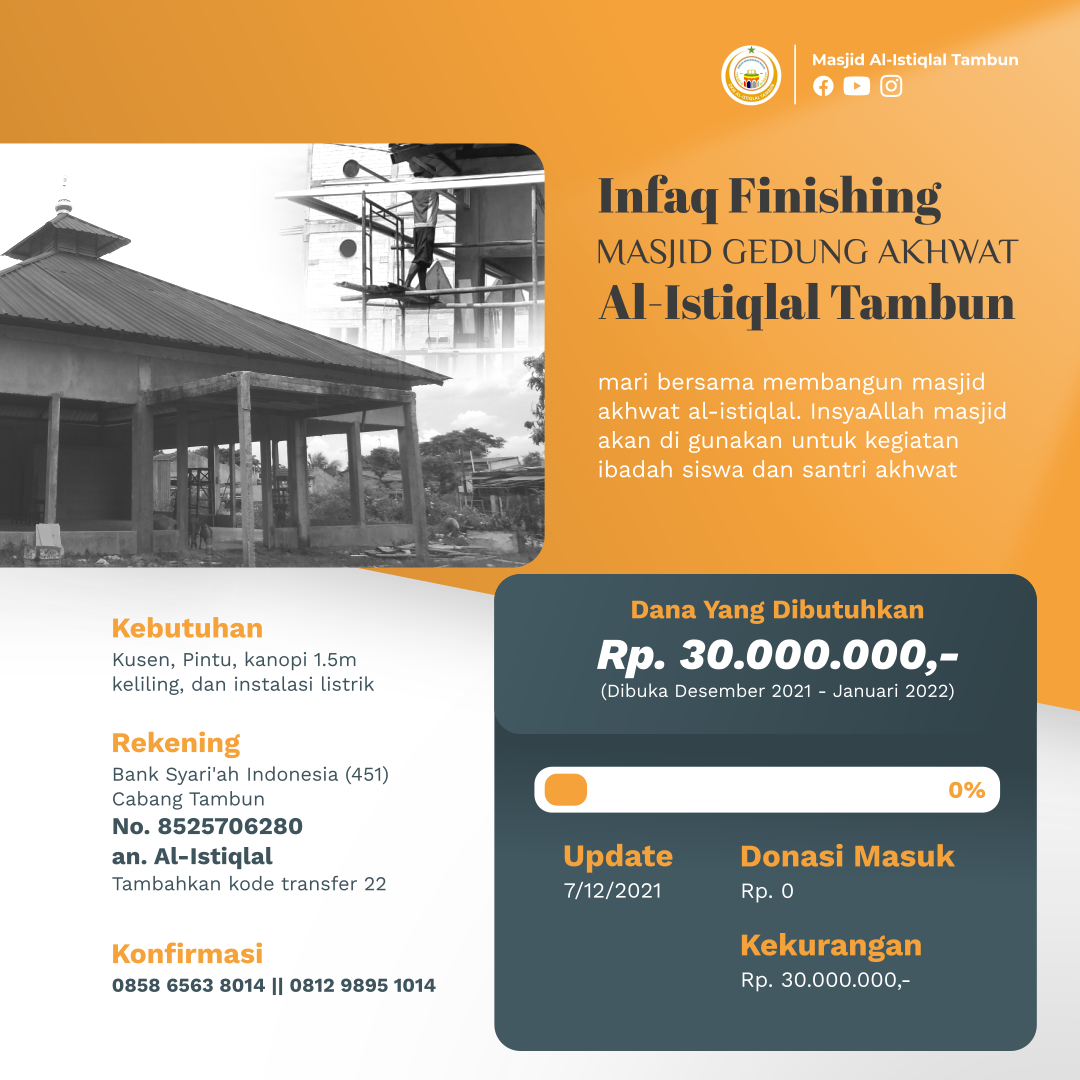 Masjid Al-Istiqlal Tambun
Infaq Finishing
MASJID GEDUNG AKHWAT
Al-Istiqlal Tambun
mari bersama membangun masjid
akhwat al-istiqlal. InsyaAllah masjid
akan di gunakan untuk kegiatan
ibadah siswa dan santri akhwat
Kebutuhan
Kusen, Pintu, kanopi 1.5m
keliling, dan instalasi listrik
Rekening
Bank Syari'ah Indonesia (451)
Cabang Tambun
No. 8525706280
an. Al-Istiqlal
Tambahkan kode transfer 22
Konfirmasi
0858 6563 8014 || 0812 9895 1014
Dana Yang Dibutuhkan
Rp. 30.000.000,-
(Dibuka Desember 2021 - Januari 2022)
0%
Update
7/12/2021
Donasi Masuk
Rp. 0
Kekurangan
Rp. 30.000.000,-